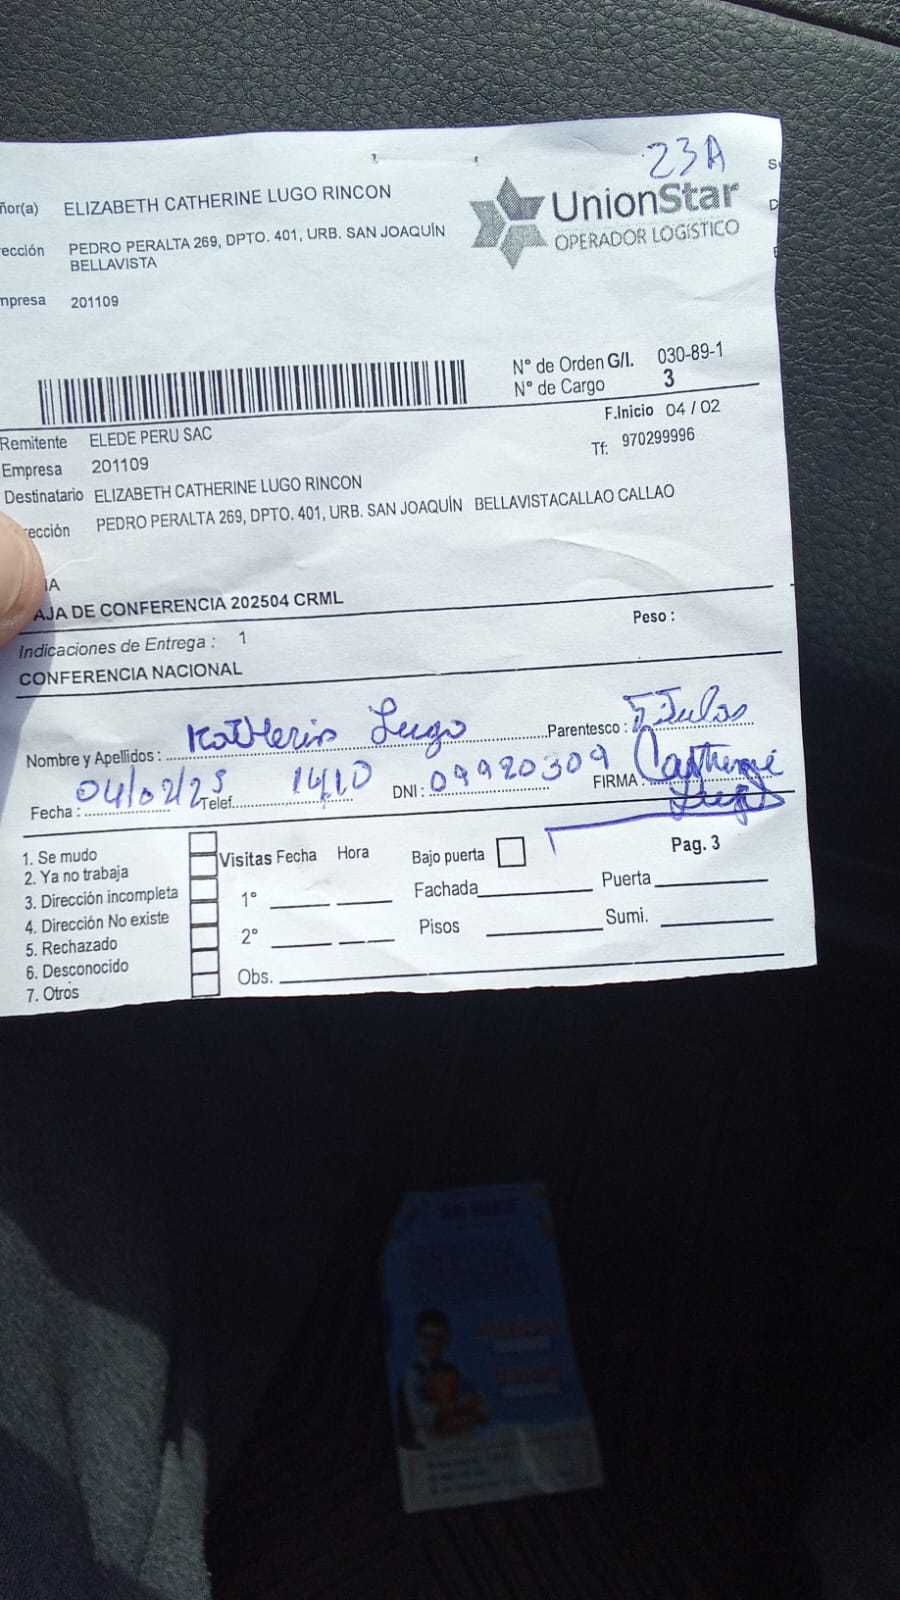 23A
ñor(a) ELIZABETH CATHERINE LUGO RINCON
UnionStar
OPERADOR LOGÍSTICO
ección PEDRO PERALTA 269, DPTO. 401, URB. SAN JOAQUÍN
BELLAVISTA
mpresa 201109
N° de Orden G/I. 030-89-1
N° de Cargo 3
F.Inicio 04 / 02
Remitente ELEDE PERU SAC
Tf: 970299996
Empresa 201109
Destinatario ELIZABETH CATHERINE LUGO RINCON
ección PEDRO PERALTA 269, DPTO. 401, URB. SAN JOAQUÍN BELLAVISTACALLAO CALLAO
IA
AJA DE CONFERENCIA 202504 CRML
Peso :
Indicaciones de Entrega : 1
CONFERENCIA NACIONAL
Nombre y Apellidos : Katherin Lugo Parentesco :
Fecha : 04/02/25 Telef. 1410 DNI : 09920309 FIRMA : Catherine
Lugo
1. Se mudo
2. Ya no trabaja
3. Dirección incompleta
4. Dirección No existe
5. Rechazado
6. Desconocido
7. Otros
Visitas Fecha Hora Bajo puerta Pag. 3
1° Fachada Puerta
2° Pisos Sumi.
Obs.